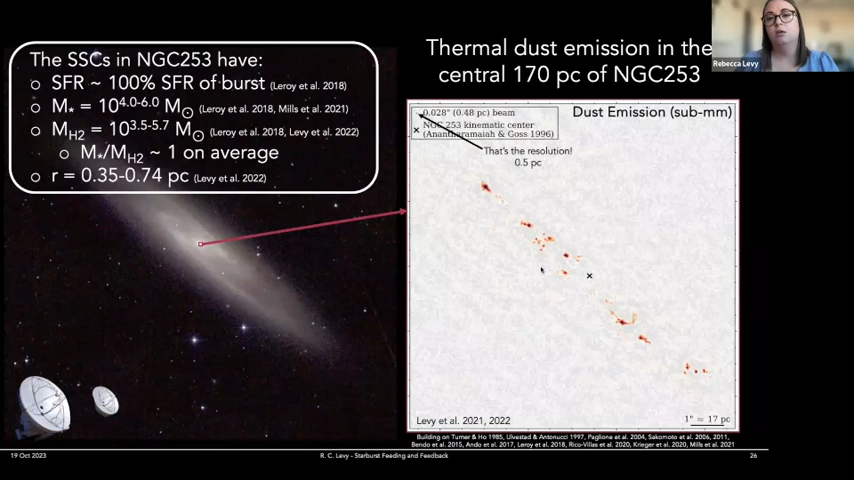 The SSCs in NGC253 have:
○ SFR ~ 100% SFR of burst (Leroy et al. 2018)
○ M* = 10^4.0-6.0 M⊙ (Leroy et al. 2018, Mills et al. 2021)
○ MH2 = 10^3.5-5.7 M⊙ (Leroy et al. 2018, Levy et al. 2022)
○ M*/MH2 ~ 1 on average
○ r = 0.35-0.74 pc (Levy et al. 2022)
Thermal dust emission in the
central 170 pc of NGC253
Rebecca Levy
0.028" (0.48 pc) beam
× NGC 253 kinematic center
(Anantharamaiah & Goss 1996)
Dust Emission (sub-mm)
That's the resolution!
0.5 pc
×
Levy et al. 2021, 2022
1" ≈ 17 pc
Building on Turner & Ho 1985, Ulvestad & Antonucci 1997, Paglione et al. 2004, Sakamoto et al. 2006, 2011,
Bendo et al. 2015, Ando et al. 2017, Leroy et al. 2018, Rico-Villas et al. 2020, Krieger et al. 2020, Mills et al. 2021
19 Oct 2023
R. C. Levy - Starburst Feeding and Feedback
26